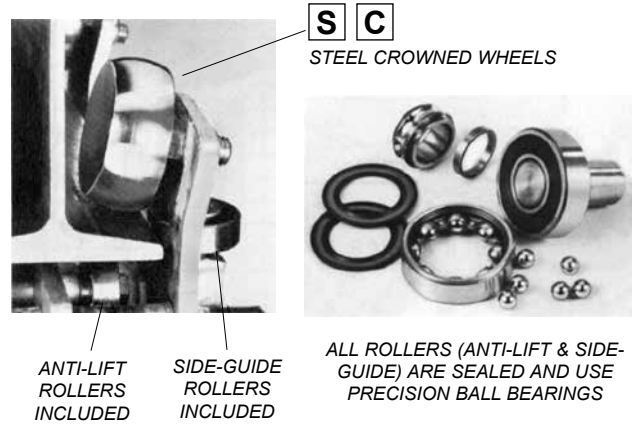 S C
STEEL CROWNED WHEELS
ANTI-LIFT
ROLLERS
INCLUDED
SIDE-GUIDE
ROLLERS
INCLUDED
ALL ROLLERS (ANTI-LIFT & SIDE-
GUIDE) ARE SEALED AND USE
PRECISION BALL BEARINGS